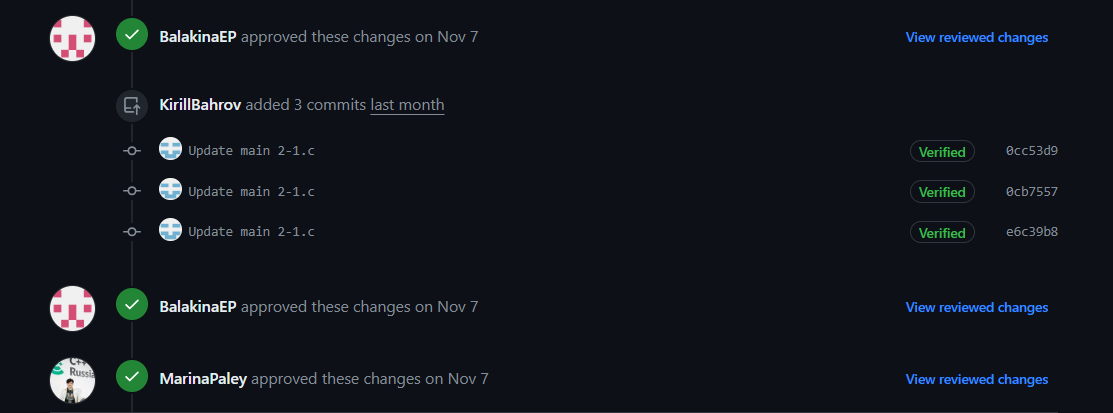 BalakinaEP approved these changes on Nov 7 View reviewed changes
KirillBahrov added 3 commits last month
Update main 2-1.c Verified 0cc53d9
Update main 2-1.c Verified 0cb7557
Update main 2-1.c Verified e6c39b8
BalakinaEP approved these changes on Nov 7 View reviewed changes
C++
Russia
MarinaPaley approved these changes on Nov 7 View reviewed changes